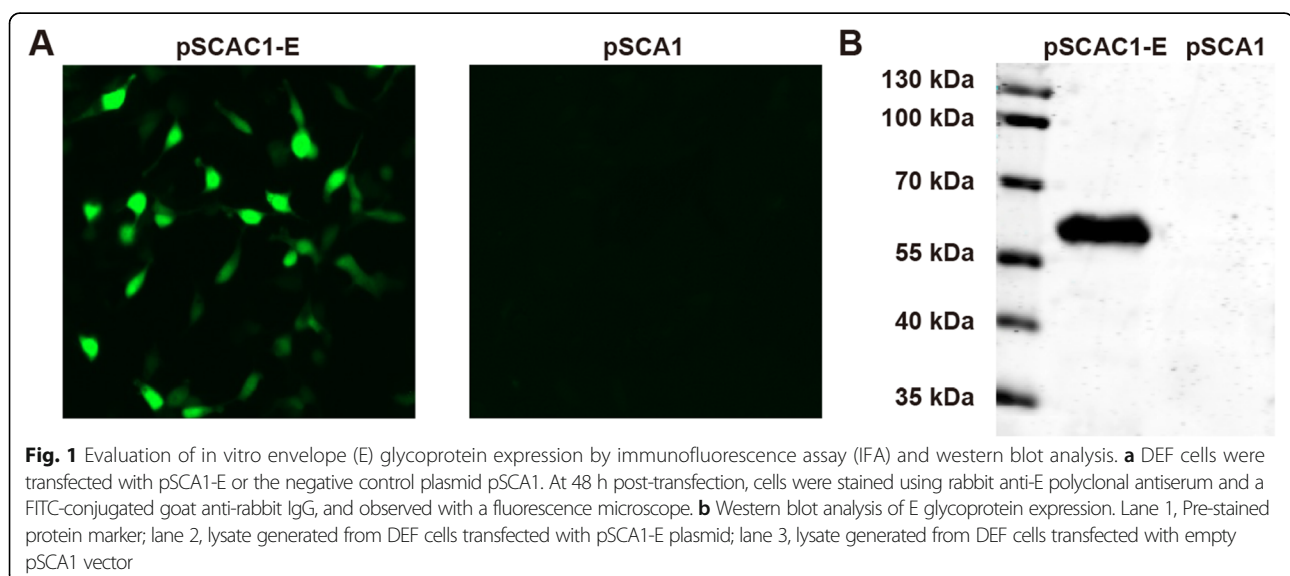 A
pSCAC1-E
pSCA1
B
pSCAC1-E pSCA1
130 kDa
100 kDa
70 kDa
55 kDa
40 kDa
35 kDa
Fig. 1 Evaluation of in vitro envelope (E) glycoprotein expression by immunofluorescence assay (IFA) and western blot analysis. a DEF cells were
transfected with pSCA1-E or the negative control plasmid pSCA1. At 48 h post-transfection, cells were stained using rabbit anti-E polyclonal antiserum and a
FITC-conjugated goat anti-rabbit IgG, and observed with a fluorescence microscope. b Western blot analysis of E glycoprotein expression. Lane 1, Pre-stained
protein marker; lane 2, lysate generated from DEF cells transfected with pSCA1-E plasmid; lane 3, lysate generated from DEF cells transfected with empty
pSCA1 vector